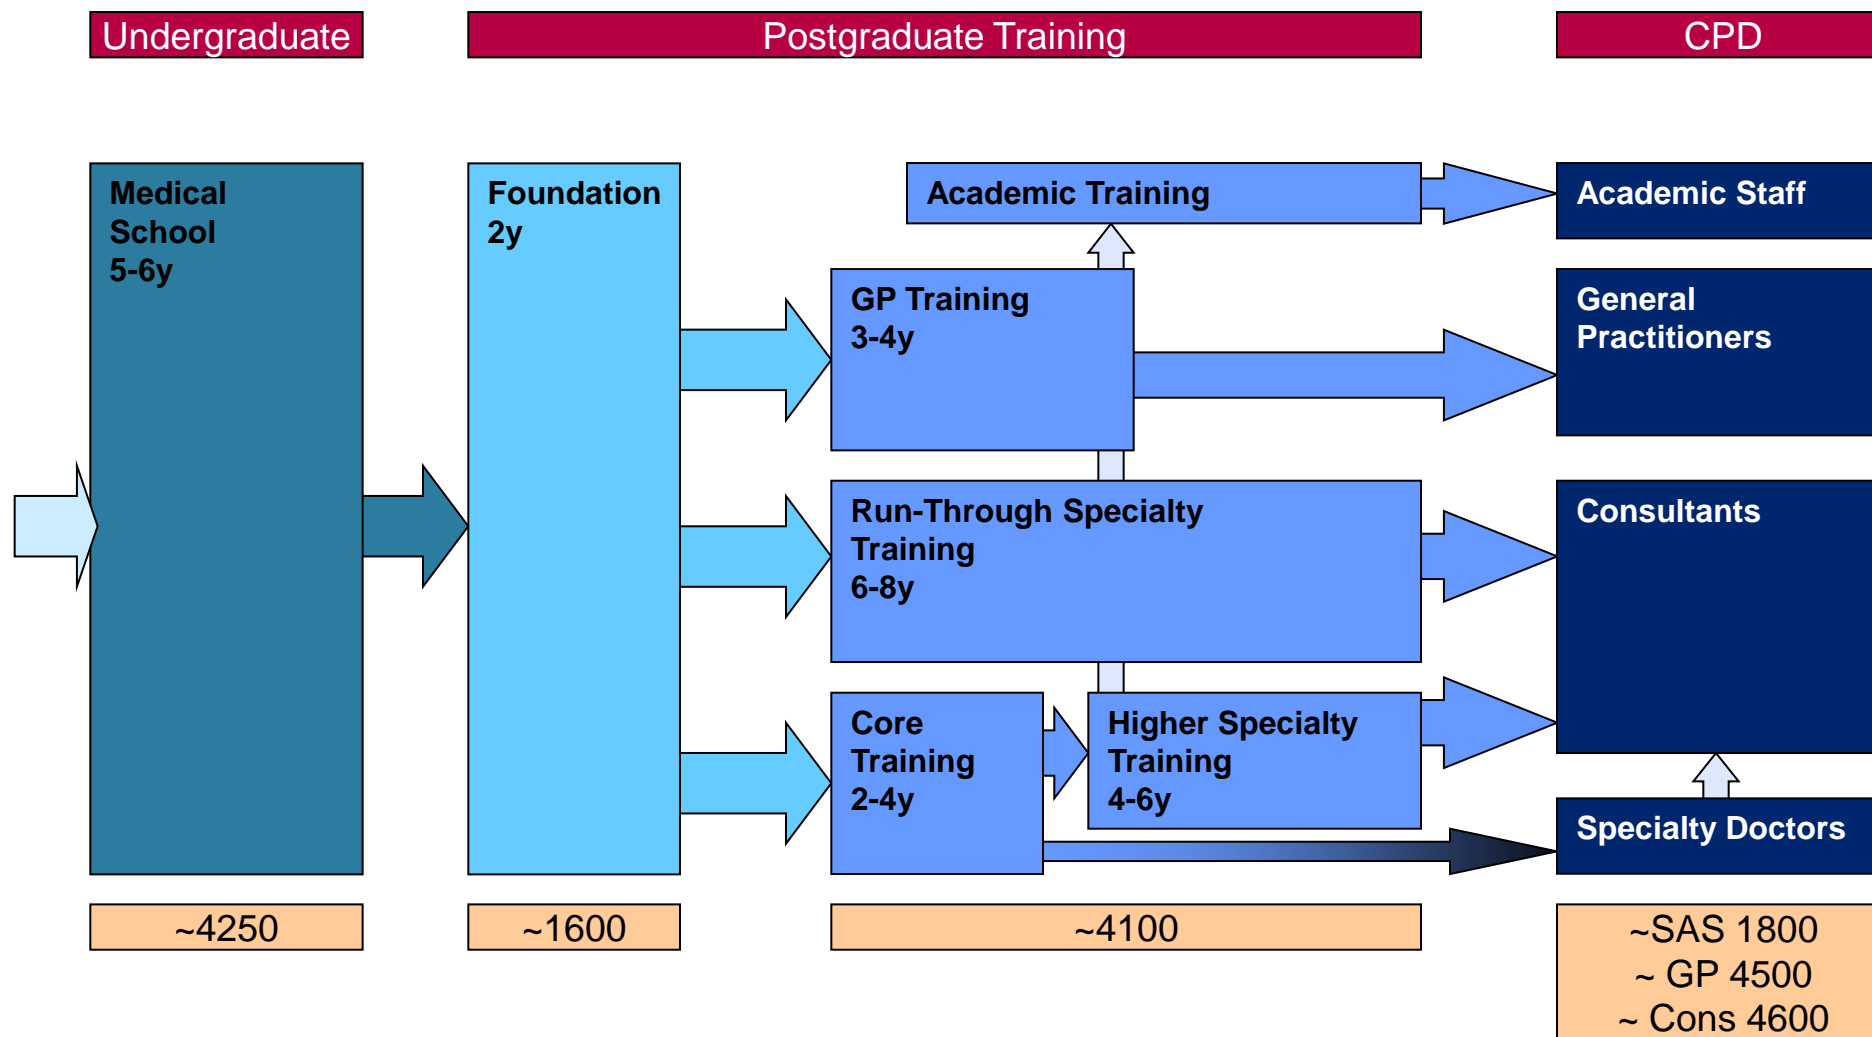 Undergraduate
Postgraduate Training
CPD
Medical
School
5-6y
Foundation
2y
Academic Training
Academic Staff
GP Training
3-4y
General
Practitioners
Run-Through Specialty
Training
6-8y
Consultants
Core
Training
2-4y
Higher Specialty
Training
4-6y
Specialty Doctors
~4250
~1600
~4100
~SAS 1800
~ GP 4500
~ Cons 4600